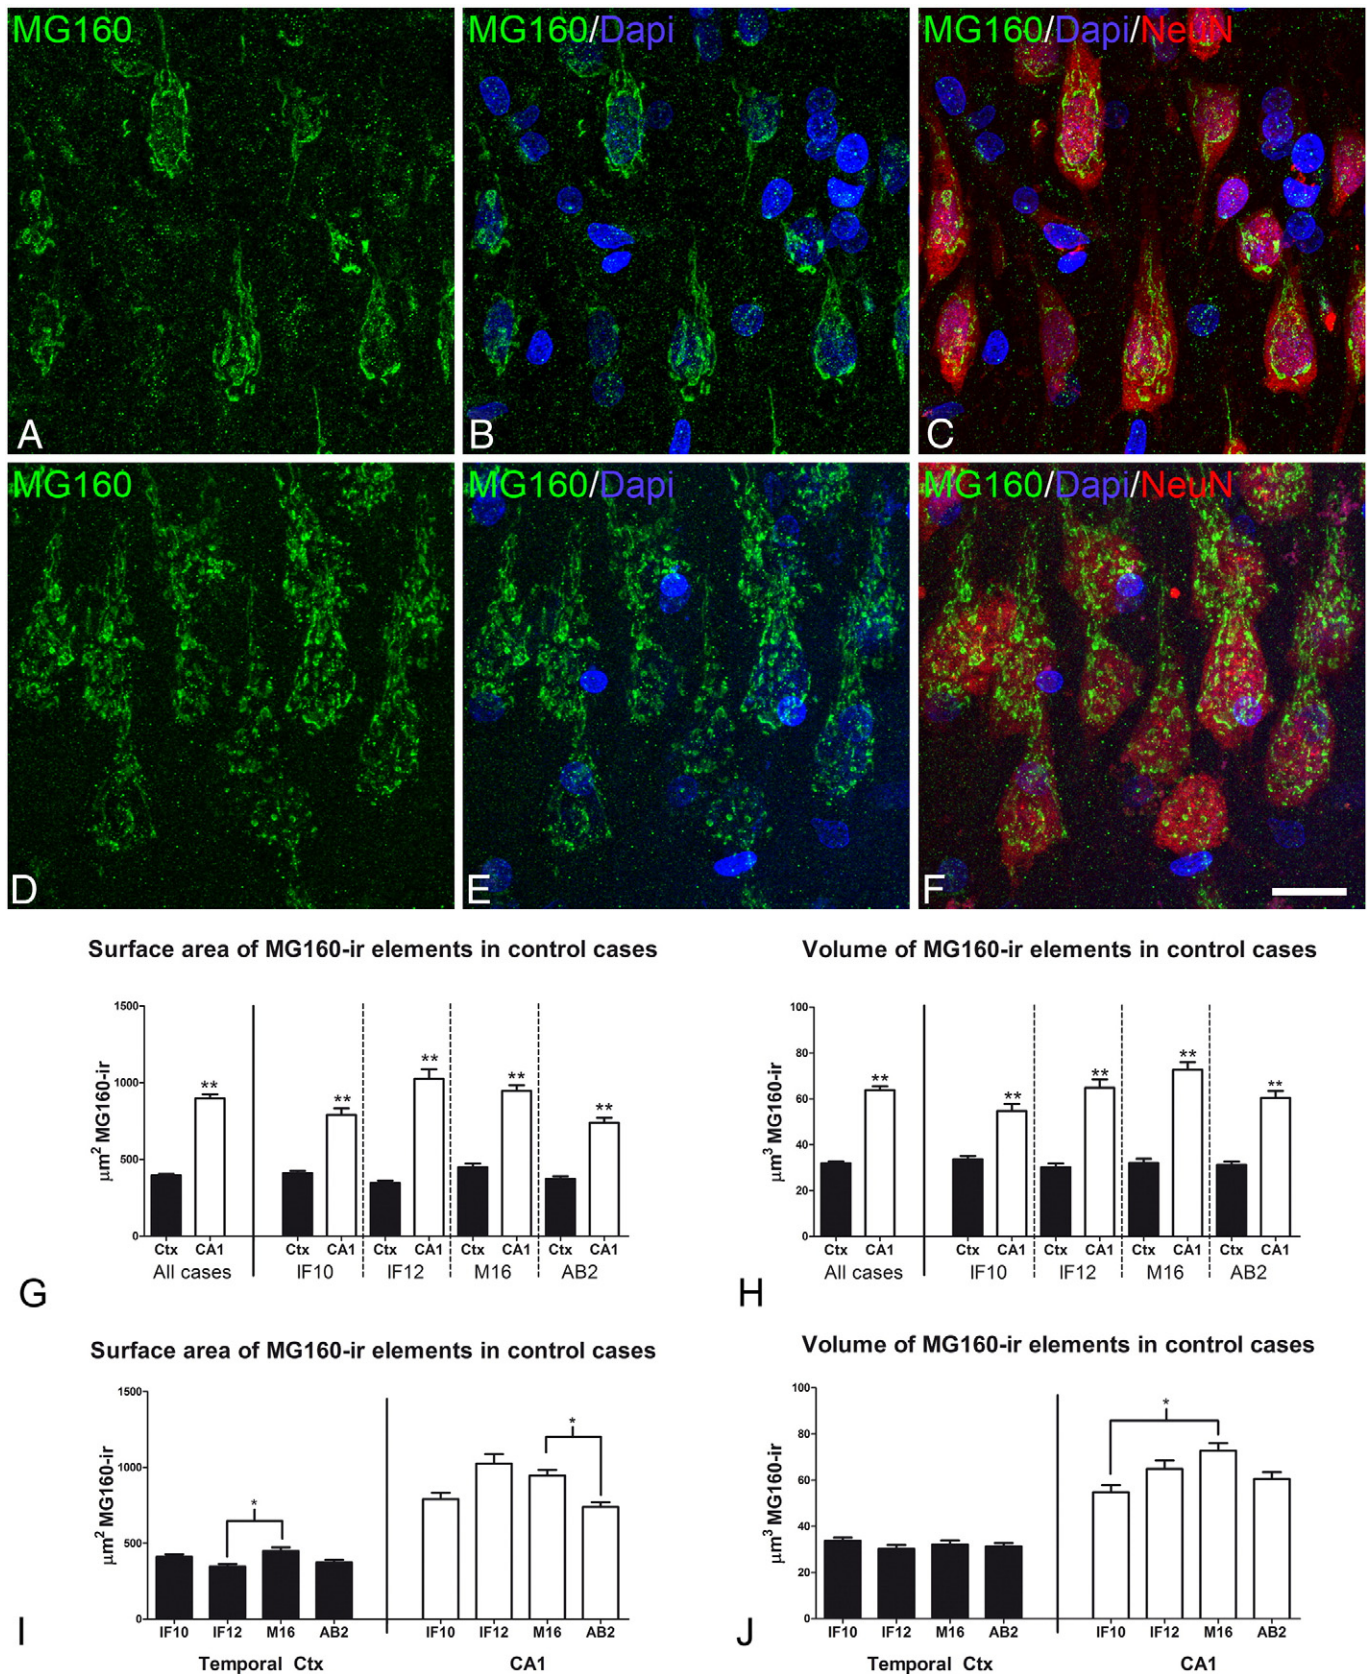 MG160
MG160/Dapi
MG160/Dapi/NeuN
A
B
C
MG160
MG160/Dapi
MG160/Dapi/NeuN
D
E
F
Surface area of MG160-ir elements in control cases
µm² MG160-ir
1500
1000
500
0
** ** ** ** **
Ctx CA1 Ctx CA1 Ctx CA1 Ctx CA1 Ctx CA1
All cases IF10 IF12 M16 AB2
G
Volume of MG160-ir elements in control cases
µm³ MG160-ir
100
80
60
40
20
0
** ** ** ** **
Ctx CA1 Ctx CA1 Ctx CA1 Ctx CA1 Ctx CA1
All cases IF10 IF12 M16 AB2
H
Surface area of MG160-ir elements in control cases
µm² MG160-ir
1500
1000
500
0
* *
IF10 IF12 M16 AB2 IF10 IF12 M16 AB2
Temporal Ctx CA1
I
Volume of MG160-ir elements in control cases
µm³ MG160-ir
100
80
60
40
20
0
*
IF10 IF12 M16 AB2 IF10 IF12 M16 AB2
Temporal Ctx CA1
J